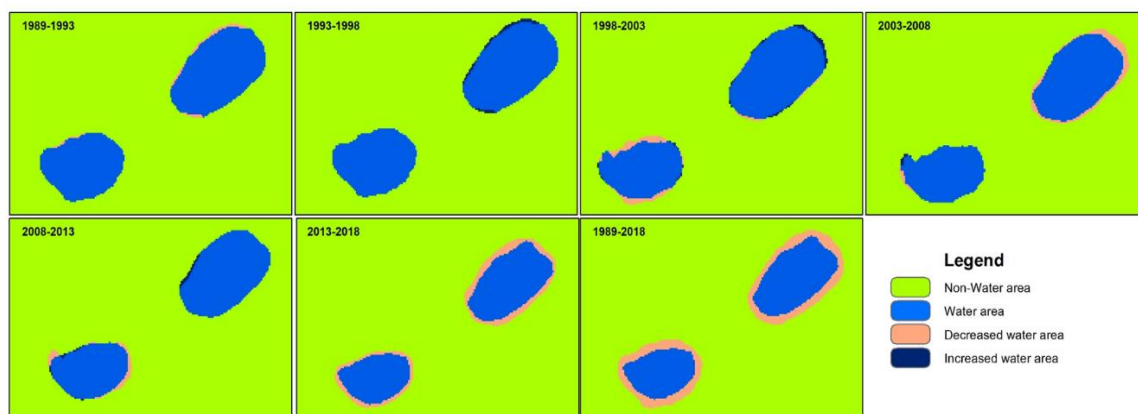 1989-1993
1993-1998
1998-2003
2003-2008
2008-2013
2013-2018
1989-2018
Legend
Non-Water area
Water area
Decreased water area
Increased water area